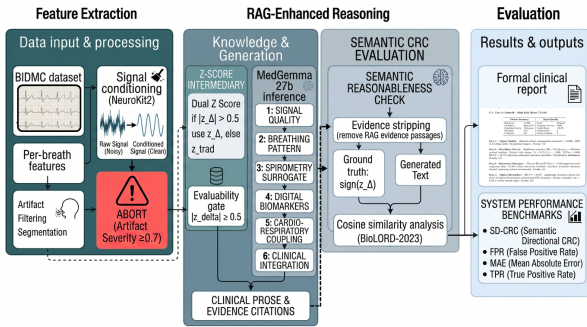 Feature Extraction
RAG-Enhanced Reasoning
Evaluation
Data input & processing
BIDMC dataset
Signal
conditioning
(NeuroKit2)
Raw Signal
(Noisy)
Conditioned
Signal (Clean)
Per-breath
features
Artifact
Filtering
Segmentation
ABORT
(Artifact
Severity ≥0.7)
Knowledge &
Generation
Z-SCORE
INTERMEDIARY
Dual Z Score
if |z_Δ| > 0.5
use z_Δ, else
z_trad
Evaluability
gate
|z_delta| ≥ 0.5
MedGemma
27b
inference
1: SIGNAL
QUALITY
2: BREATHING
PATTERN
3: SPIROMETRY
SURROGATE
4: DIGITAL
BIOMARKERS
5: CARDIO-
RESPIRATORY
COUPLING
6: CLINICAL
INTEGRATION
CLINICAL PROSE &
EVIDENCE CITATIONS
SEMANTIC CRC
EVALUATION
SEMANTIC
REASONABLENESS
CHECK
Evidence stripping
(remove RAG evidence passages)
Ground
truth:
sign(z_Δ)
Generated
Text
Cosine similarity analysis
(BioLORD-2023)
Results & outputs
Formal clinical
report
SYSTEM PERFORMANCE
BENCHMARKS
• SD-CRC (Semantic
Directional CRC)
• FPR (False Positive Rate)
• MAE (Mean Absolute Error)
• TPR (True Positive Rate)